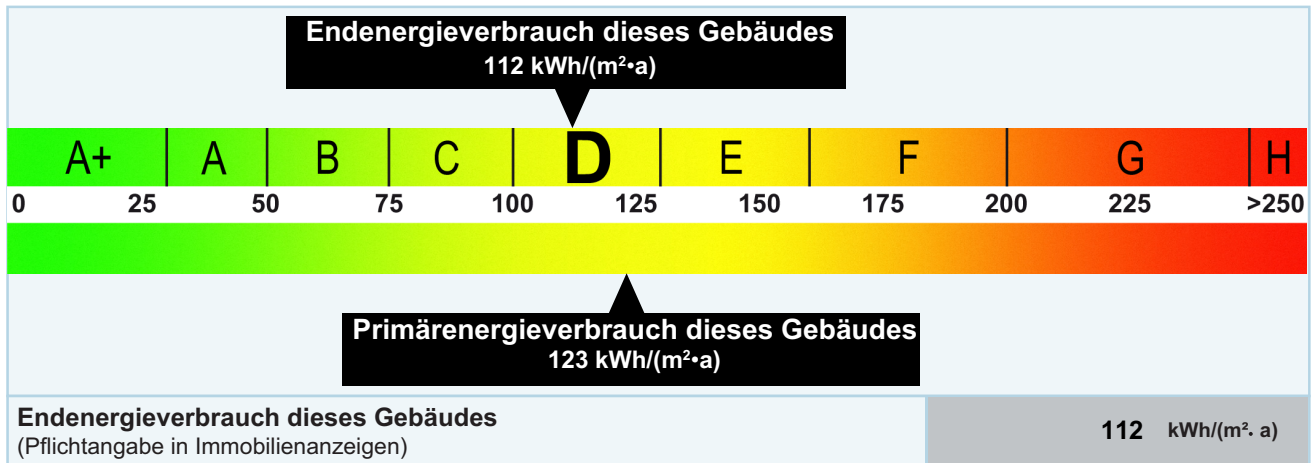 Endenergieverbrauch dieses Gebäudes
112 kWh/(m²•a)
A+ A B C D E F G H
0 25 50 75 100 125 150 175 200 225 >250
Primärenergieverbrauch dieses Gebäudes
123 kWh/(m²•a)
Endenergieverbrauch dieses Gebäudes
(Pflichtangabe in Immobilienanzeigen)
112 kWh/(m²· a)